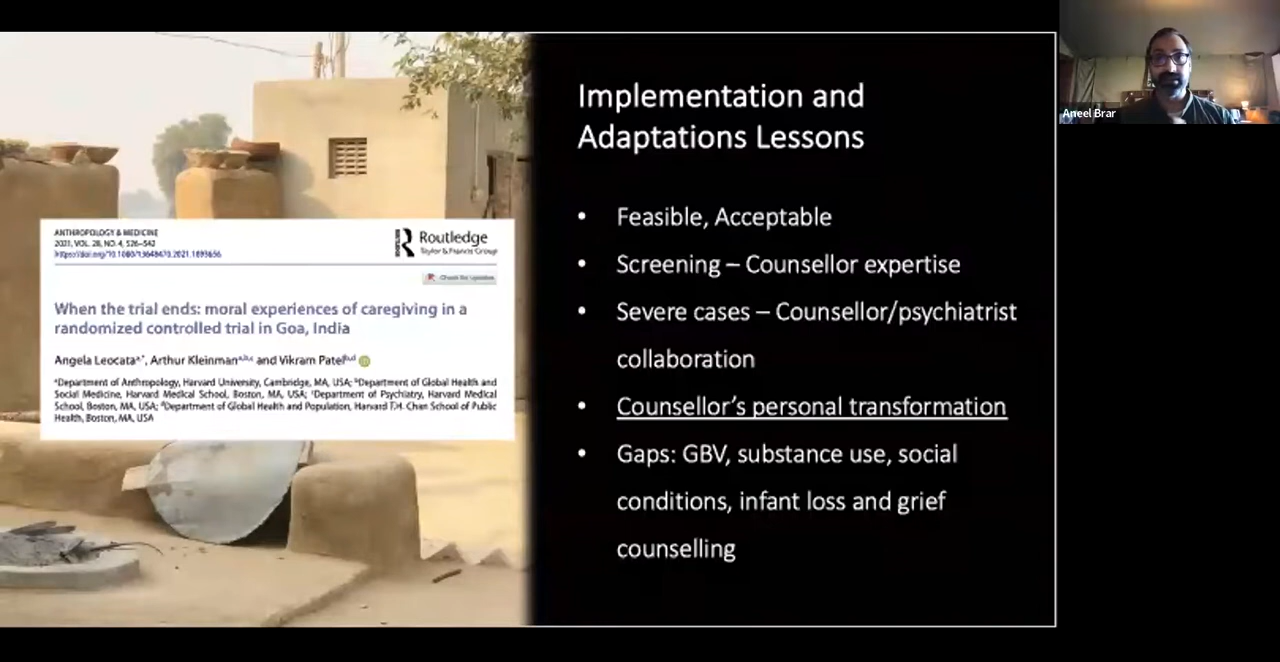 ANTHROPOLOGY & MEDICINE
2021, VOL. 28, NO. 4, 526–542
https://doi.org/10.1080/13648470.2021.1893656
Routledge
Taylor & Francis Group
Check for updates
When the trial ends: moral experiences of caregiving in a
randomized controlled trial in Goa, India
Angela Leocata, Arthur Kleinman and Vikram Patel
ᵃDepartment of Anthropology, Harvard University, Cambridge, MA, USA; ᵇDepartment of Global Health and
Social Medicine, Harvard Medical School, Boston, MA, USA; ᶜDepartment of Psychiatry, Harvard Medical
School, Boston, MA, USA; ᵈDepartment of Global Health and Population, Harvard T.H. Chan School of Public
Health, Boston, MA, USA
Implementation and
Adaptations Lessons
• Feasible, Acceptable
• Screening – Counsellor expertise
• Severe cases – Counsellor/psychiatrist
collaboration
• Counsellor’s personal transformation
• Gaps: GBV, substance use, social
conditions, infant loss and grief
counselling
Aneel Brar